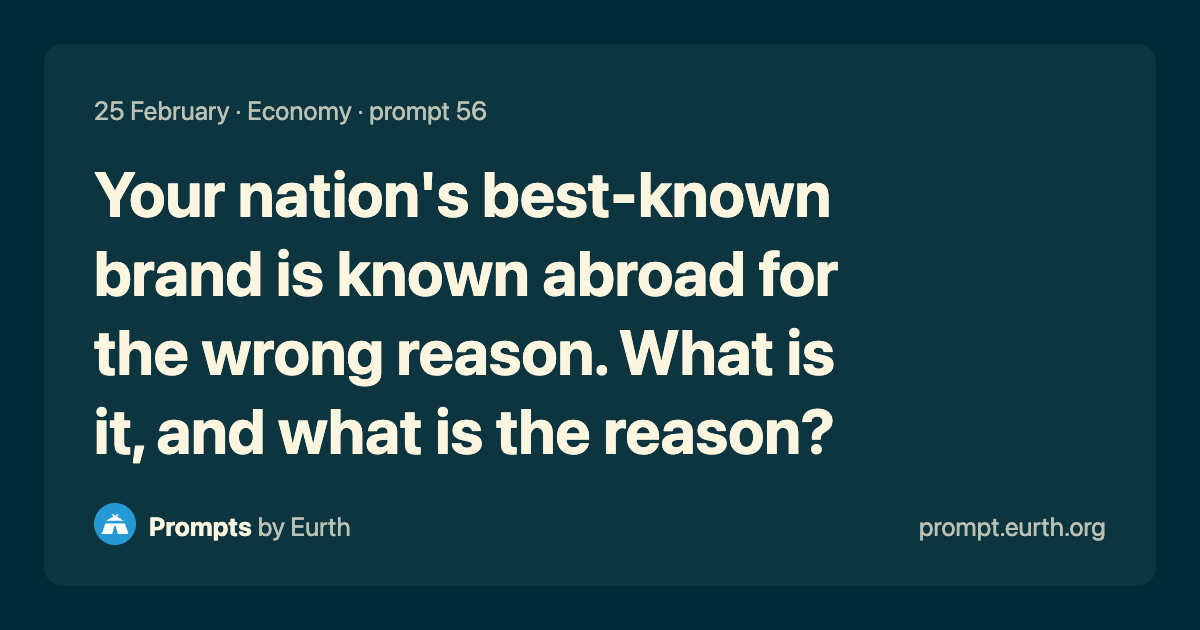 25 February · Economy · prompt 56
Your nation's best-known
brand is known abroad for
the wrong reason. What is
it, and what is the reason?
Prompts by Eurth
prompt.eurth.org